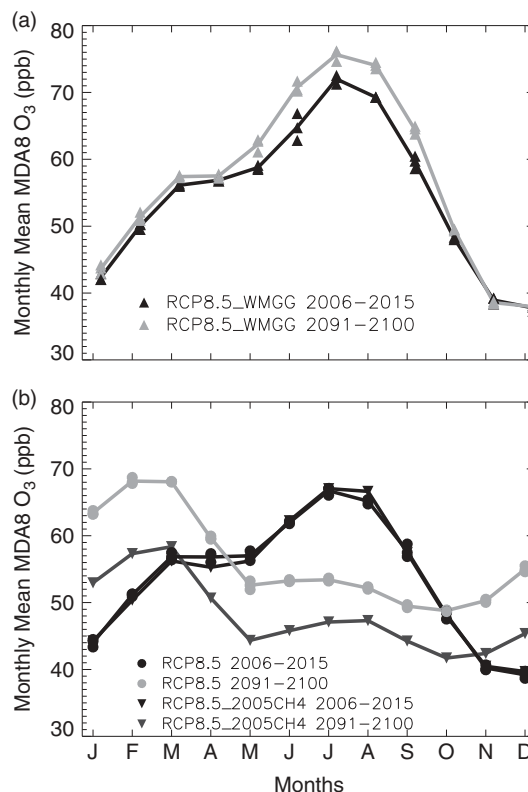 (a)
80
70
60
50
40
30
Monthly Mean MDA8 O3 (ppb)
RCP8.5_WMGG 2006-2015
RCP8.5_WMGG 2091-2100
(b)
80
70
60
50
40
30
Monthly Mean MDA8 O3 (ppb)
RCP8.5 2006-2015
RCP8.5 2091-2100
RCP8.5_2005CH4 2006-2015
RCP8.5_2005CH4 2091-2100
J F M A M J J A S O N D
Months